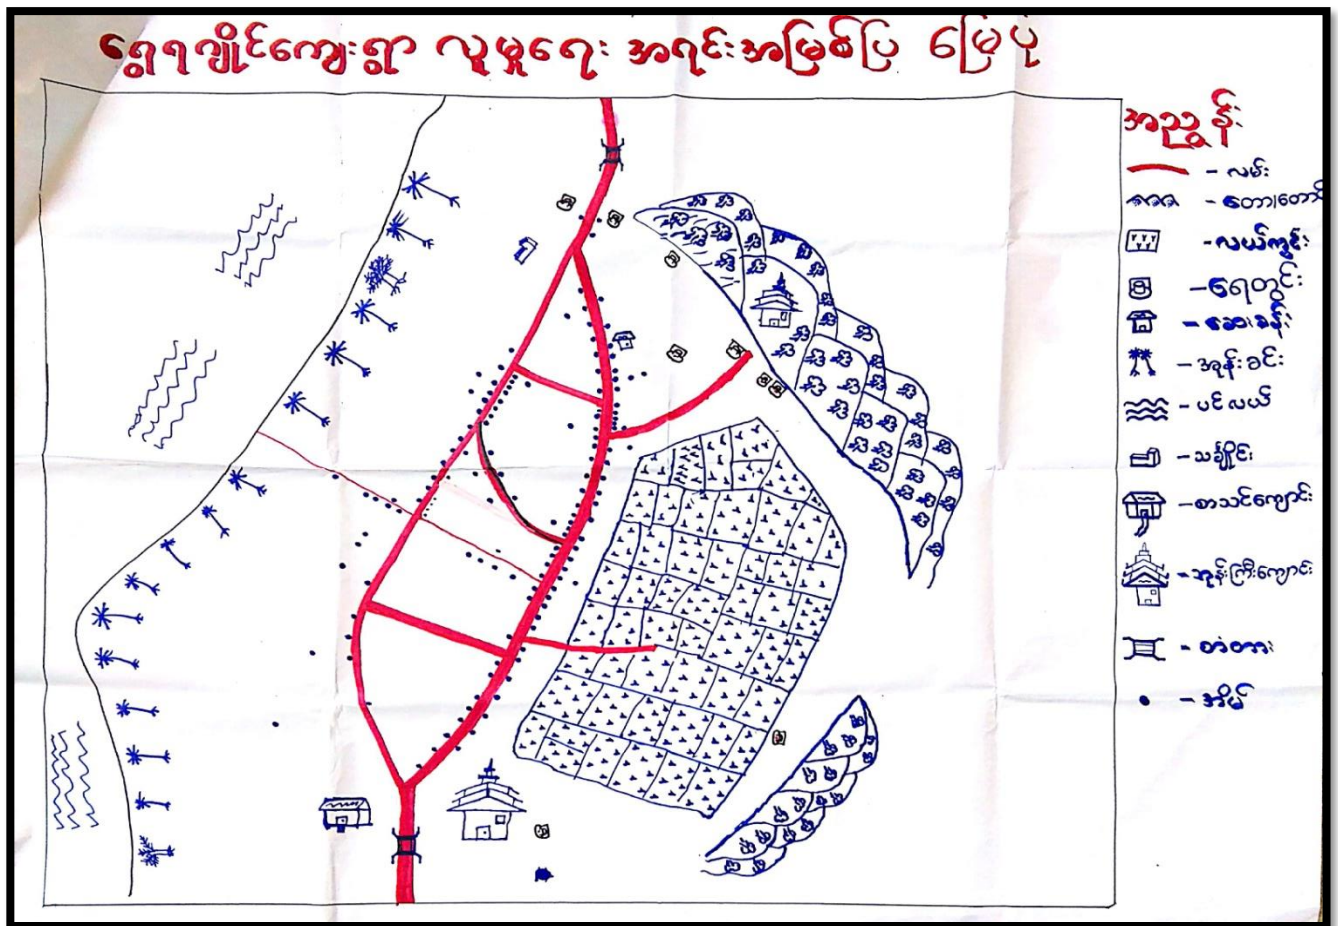 ရွှေရဂျိုင်ကျေးရွာ လူမှုရေး အရင်းအမြစ်ပြ မြေပုံ
အညွှန်း
- လမ်း
- တော/တောင်
- လယ်ကွင်း
- ရေတွင်း
- ဆေးခန်း
- အုန်းခင်း
- ပင်လယ်
- သင်္ချိုင်း
- စာသင်ကျောင်း
- ဘုန်းကြီးကျောင်း
- တံတား
- အိမ်